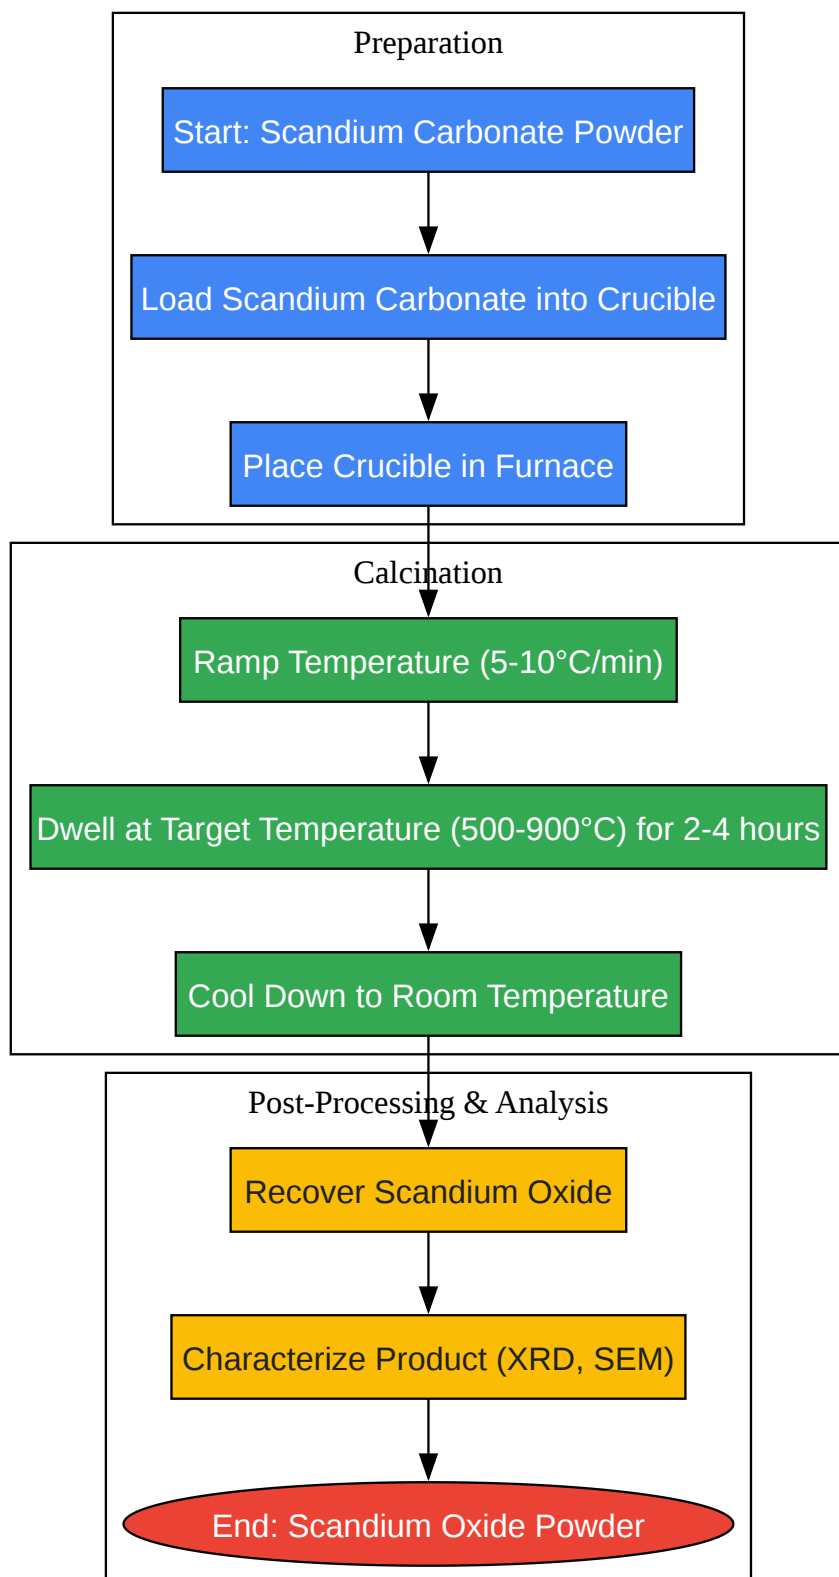 Preparation
Start: Scandium Carbonate Powder
Load Scandium Carbonate into Crucible
Place Crucible in Furnace
Calcination
Ramp Temperature (5-10°C/min)
Dwell at Target Temperature (500-900°C) for 2-4 hours
Cool Down to Room Temperature
Post-Processing & Analysis
Recover Scandium Oxide
Characterize Product (XRD, SEM)
End: Scandium Oxide Powder